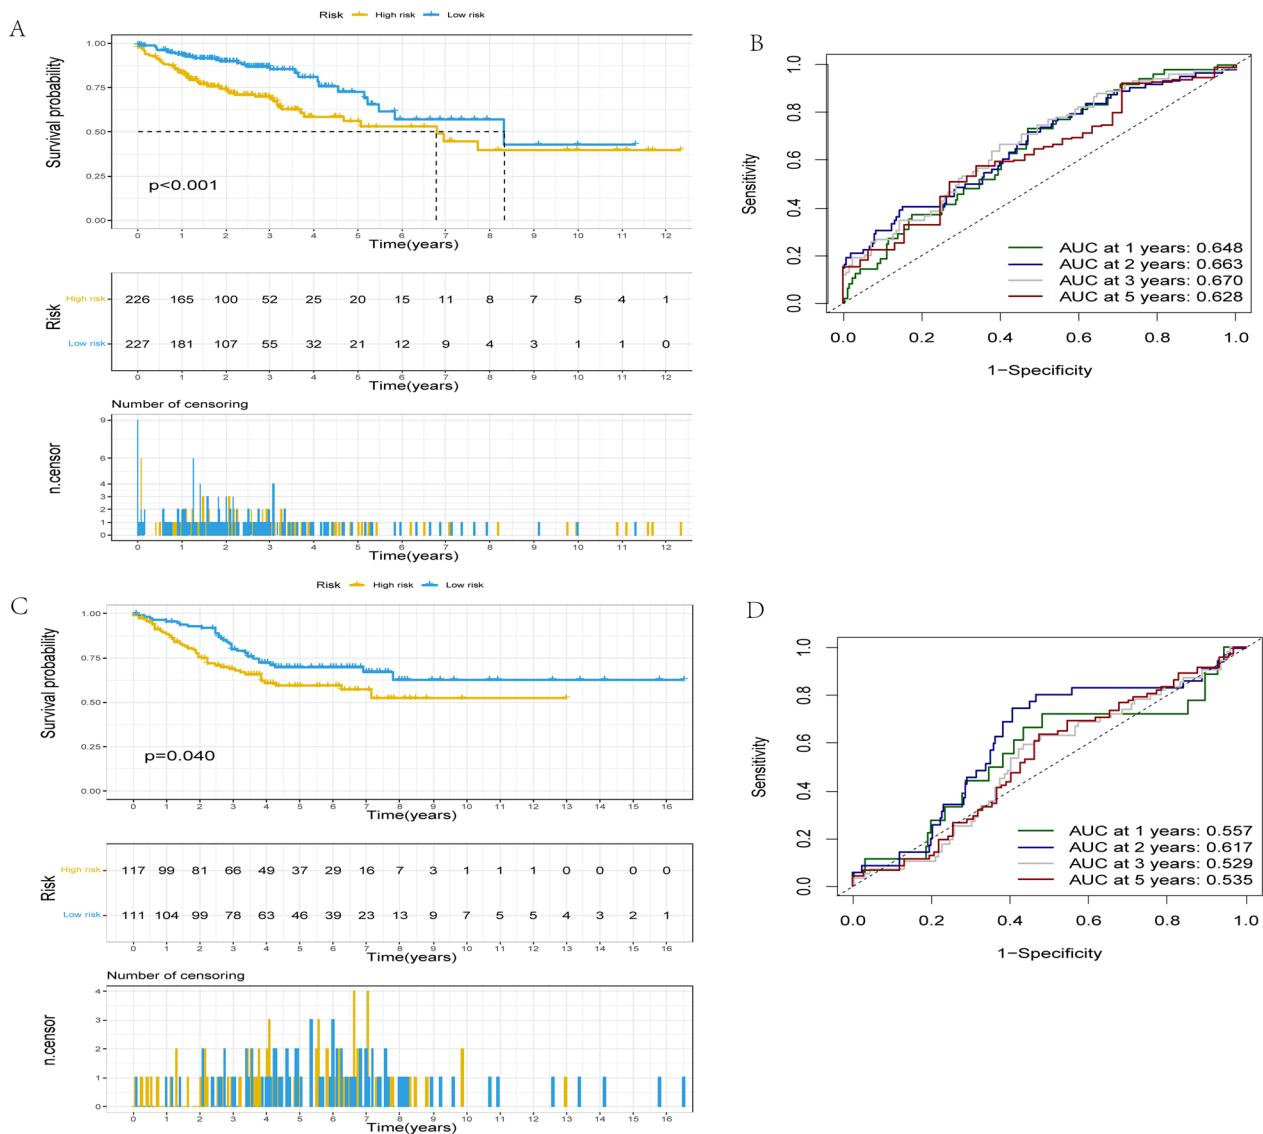 A
Risk High risk Low risk
Survival probability
1.00
0.75
0.50
0.25
0.00
p<0.001
0 1 2 3 4 5 6 7 8 9 10 11 12
Time(years)
Risk
High risk 226 165 100 52 25 20 15 11 8 7 5 4 1
Low risk 227 181 107 55 32 21 12 9 4 3 1 1 0
0 1 2 3 4 5 6 7 8 9 10 11 12
Time(years)
Number of censoring
n.censor
9
6
4
3
2
1
0
0 1 2 3 4 5 6 7 8 9 10 11 12
Time(years)
B
Sensitivity
1.0
0.8
0.6
0.4
0.2
0.0
AUC at 1 years: 0.648
AUC at 2 years: 0.663
AUC at 3 years: 0.670
AUC at 5 years: 0.628
0.0 0.2 0.4 0.6 0.8 1.0
1-Specificity
C
Risk High risk Low risk
Survival probability
1.00
0.75
0.50
0.25
0.00
p=0.040
0 1 2 3 4 5 6 7 8 9 10 11 12 13 14 15 16
Time(years)
Risk
High risk 117 99 81 66 49 37 29 16 7 3 1 1 1 0 0 0 0
Low risk 111 104 99 78 63 46 39 23 13 9 7 5 5 4 3 2 1
0 1 2 3 4 5 6 7 8 9 10 11 12 13 14 15 16
Time(years)
Number of censoring
n.censor
4
3
2
1
0
0 1 2 3 4 5 6 7 8 9 10 11 12 13 14 15 16
Time(years)
D
Sensitivity
1.0
0.8
0.6
0.4
0.2
0.0
AUC at 1 years: 0.557
AUC at 2 years: 0.617
AUC at 3 years: 0.529
AUC at 5 years: 0.535
0.0 0.2 0.4 0.6 0.8 1.0
1-Specificity